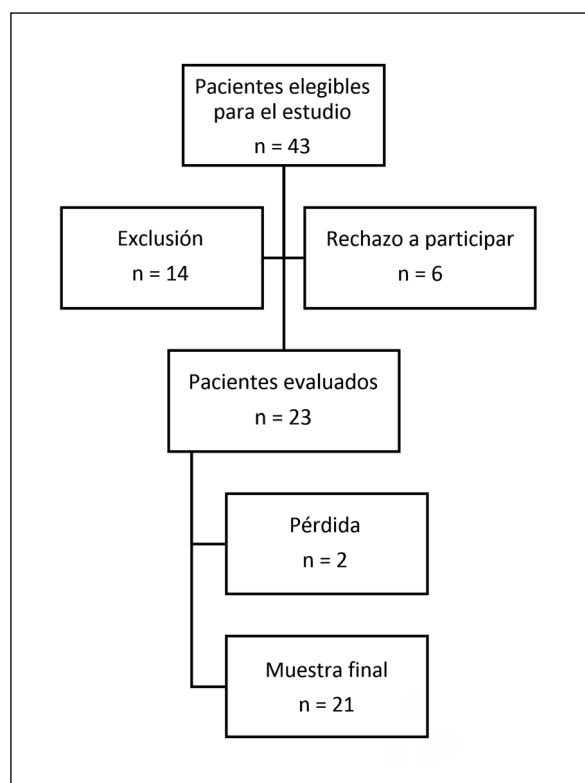 Pacientes elegibles
para el estudio
n = 43
Exclusión
n = 14
Rechazo a participar
n = 6
Pacientes evaluados
n = 23
Pérdida
n = 2
Muestra final
n = 21